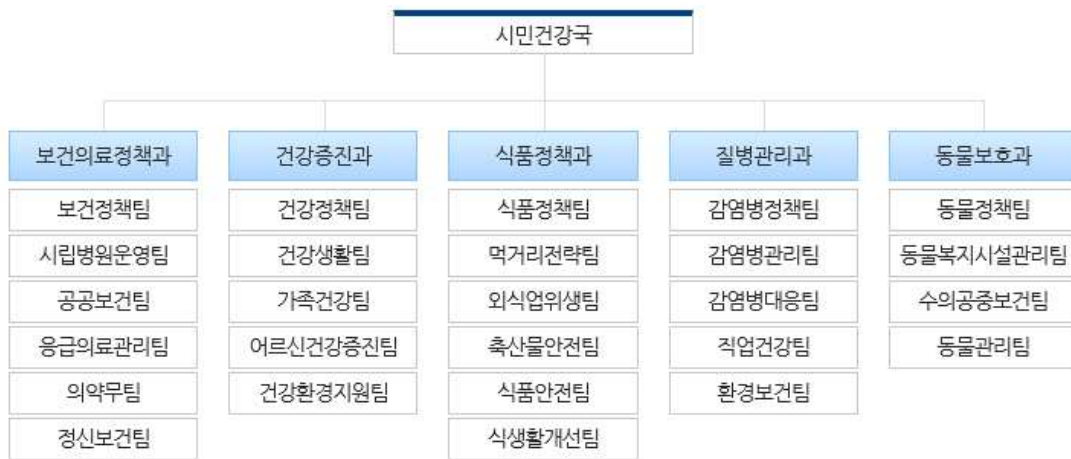 시민건강국
보건의료정책과
건강증진과
식품정책과
질병관리과
동물보호과
보건정책팀
건강정책팀
식품정책팀
감염병정책팀
동물정책팀
시립병원운영팀
건강생활팀
먹거리전략팀
감염병관리팀
동물복지시설관리팀
공공보건팀
가족건강팀
외식업위생팀
감염병대응팀
수의공중보건팀
응급의료관리팀
어르신건강증진팀
축산물안전팀
직업건강팀
동물관리팀
의약무팀
건강환경지원팀
식품안전팀
환경보건팀
정신보건팀
식생활개선팀